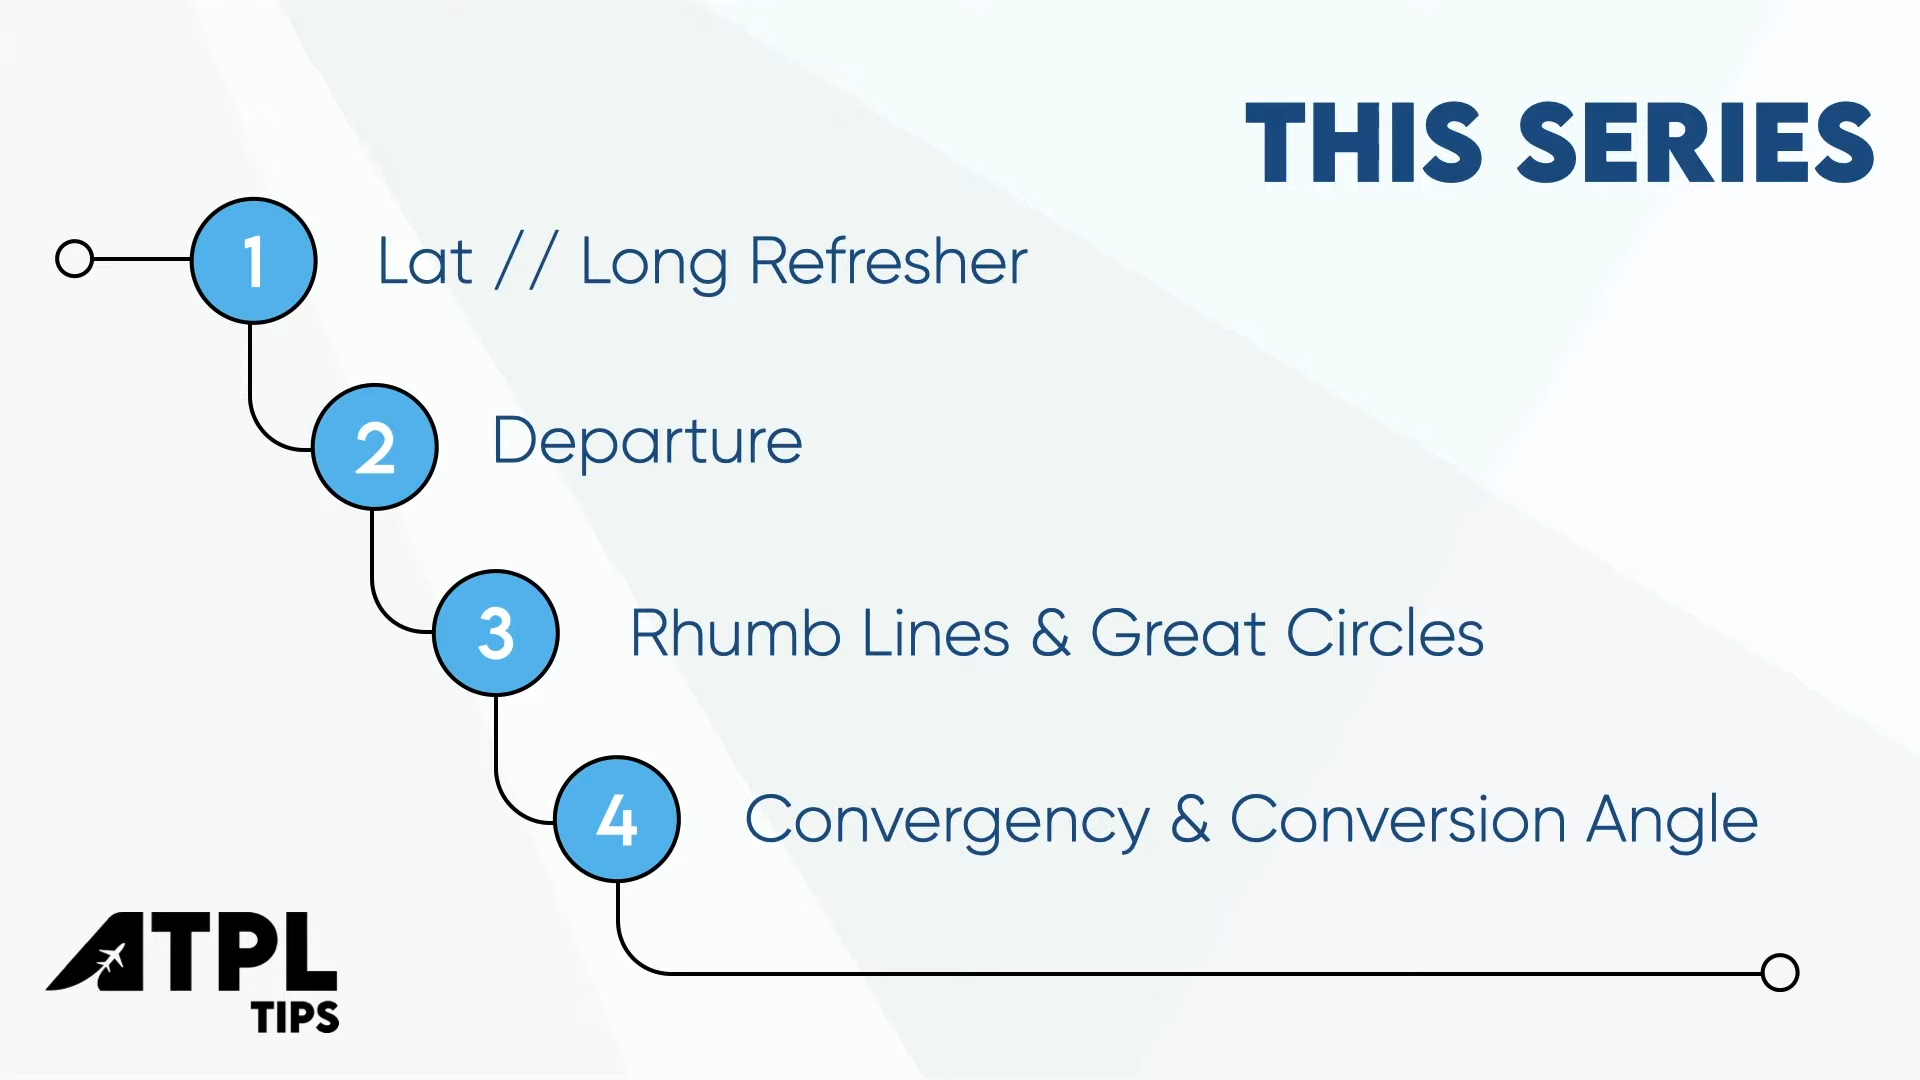 THIS SERIES
1 Lat // Long Refresher
2 Departure
3 Rhumb Lines & Great Circles
4 Convergency & Conversion Angle
ATPL
TIPS